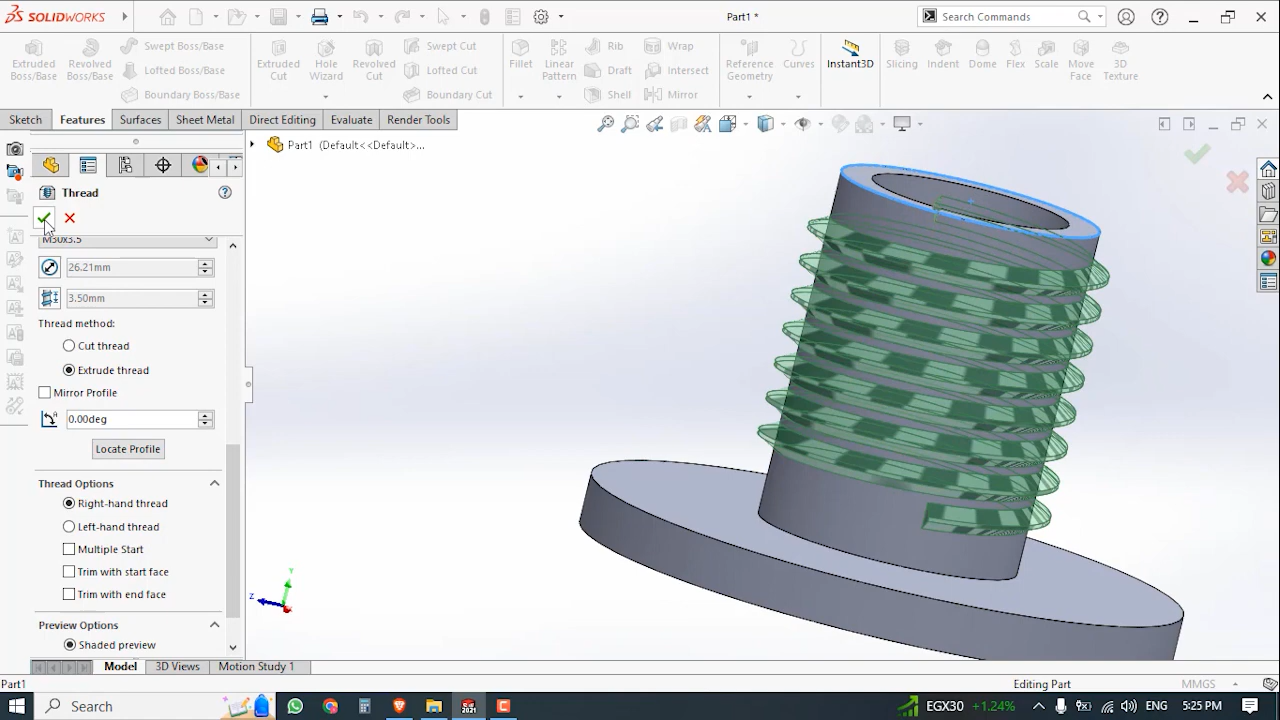 SOLIDWORKS
Part1 *
Search Commands
Extruded Boss/Base
Revolved Boss/Base
Swept Boss/Base
Lofted Boss/Base
Boundary Boss/Base
Extruded Cut
Hole Wizard
Revolved Cut
Swept Cut
Lofted Cut
Boundary Cut
Fillet
Linear Pattern
Rib
Draft
Shell
Wrap
Intersect
Mirror
Reference Geometry
Curves
Instant3D
Slicing
Indent
Dome
Flex
Scale
Move Face
3D Texture
Sketch
Features
Surfaces
Sheet Metal
Direct Editing
Evaluate
Render Tools
Part1 (Default<<Default>...
Thread
M30x3.5
26.21mm
3.50mm
Thread method:
Cut thread
Extrude thread
Mirror Profile
0.00deg
Locate Profile
Thread Options
Right-hand thread
Left-hand thread
Multiple Start
Trim with start face
Trim with end face
Preview Options
Shaded preview
Y
Z
Model
3D Views
Motion Study 1
Part1
Editing Part
MMGS
Search
2021
EGX30 +1.24%
ENG
5:25 PM